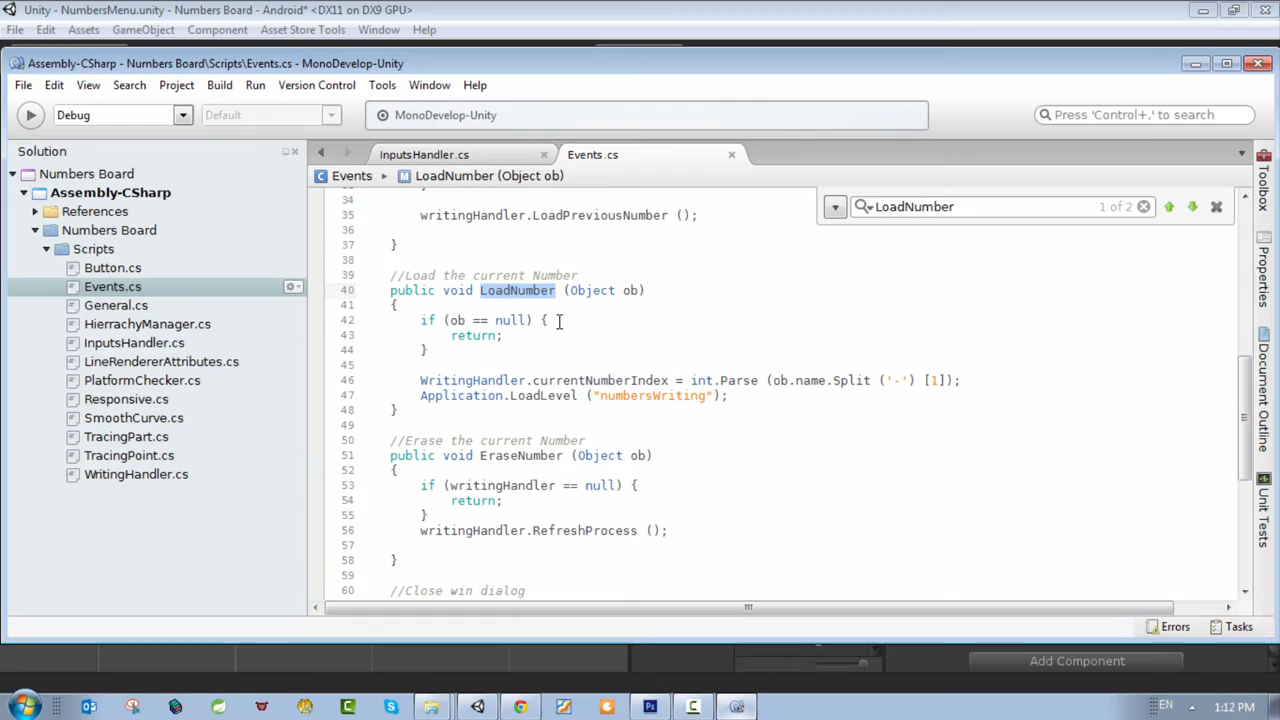 Unity - NumbersMenu.unity - Numbers Board - Android* <DX11 on DX9 GPU>
File Edit Assets GameObject Component Asset Store Tools Window Help
Assembly-CSharp - Numbers Board\Scripts\Events.cs - MonoDevelop-Unity
File Edit View Search Project Build Run Version Control Tools Window Help
Debug Default MonoDevelop-Unity Press 'Control+,' to search
Solution
Numbers Board
Assembly-CSharp
References
Numbers Board
Scripts
Button.cs
Events.cs
General.cs
HierrachyManager.cs
InputsHandler.cs
LineRendererAttributes.cs
PlatformChecker.cs
Responsive.cs
SmoothCurve.cs
TracingPart.cs
TracingPoint.cs
WritingHandler.cs
InputsHandler.cs Events.cs
Events LoadNumber (Object ob)
LoadNumber 1 of 2
34
35 writingHandler.LoadPreviousNumber ();
36
37 }
38
39 //Load the current Number
40 public void LoadNumber (Object ob)
41 {
42 if (ob == null) {
43 return;
44 }
45
46 WritingHandler.currentNumberIndex = int.Parse (ob.name.Split ('-') [1]);
47 Application.LoadLevel ("numbersWriting");
48 }
49
50 //Erase the current Number
51 public void EraseNumber (Object ob)
52 {
53 if (writingHandler == null) {
54 return;
55 }
56 writingHandler.RefreshProcess ();
57
58 }
59
60 //Close win dialog
Toolbox
Properties
Document Outline
Unit Tests
Errors Tasks
Add Component
EN 1:12 PM